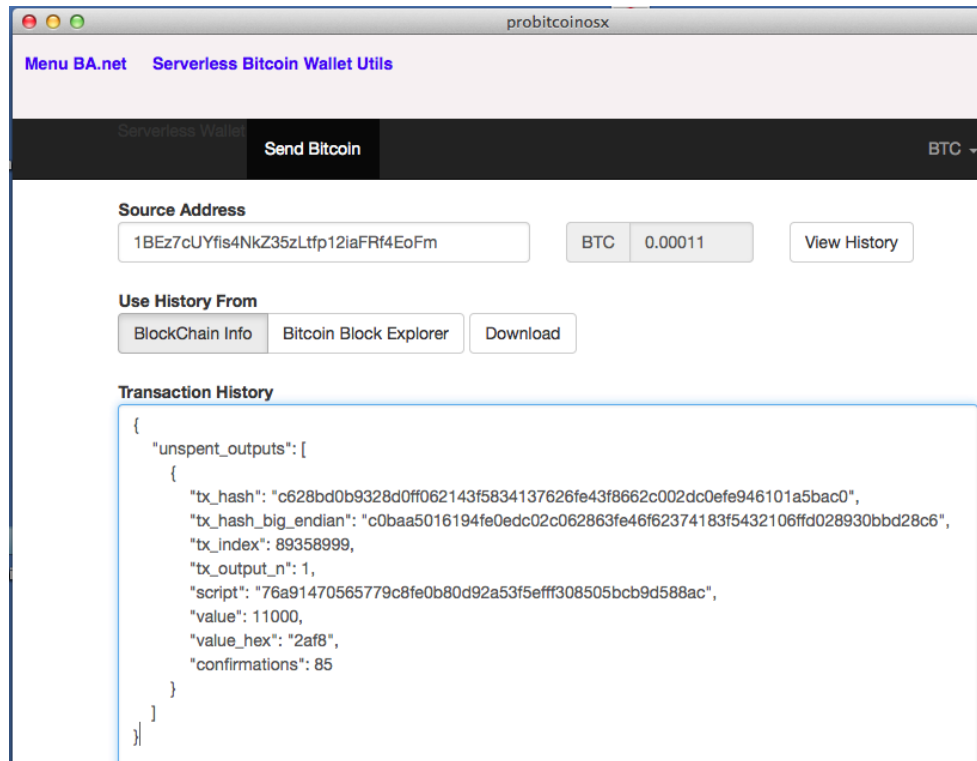 probitcoinosx
Menu BA.net Serverless Bitcoin Wallet Utils
Serverless Wallet
Send Bitcoin
BTC
Source Address
1BEz7cUYfis4NkZ35zLtfp12iaFRf4EoFm BTC 0.00011 View History
Use History From
BlockChain Info Bitcoin Block Explorer Download
Transaction History
{
"unspent_outputs": [
{
"tx_hash": "c628bd0b9328d0ff062143f5834137626fe43f8662c002dc0efe946101a5bac0",
"tx_hash_big_endian": "c0baa5016194fe0edc02c062863fe46f62374183f5432106ffd028930bbd28c6",
"tx_index": 89358999,
"tx_output_n": 1,
"script": "76a91470565779c8fe0b80d92a53f5efff308505bcb9d588ac",
"value": 11000,
"value_hex": "2af8",
"confirmations": 85
}
]
}